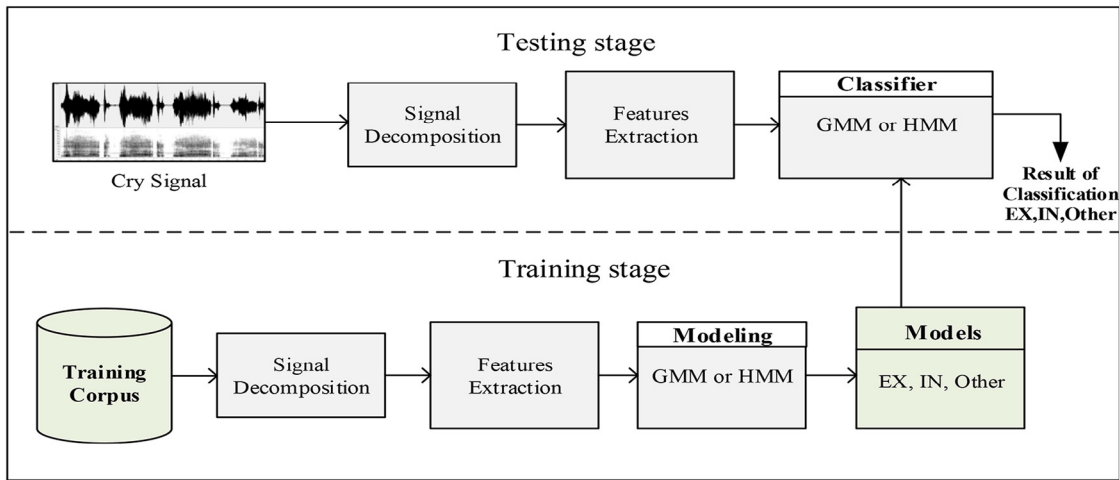 Testing stage
Cry Signal
Signal
Decomposition
Features
Extraction
Classifier
GMM or HMM
Result of
Classification
EX,IN,Other
Training stage
Training
Corpus
Signal
Decomposition
Features
Extraction
Modeling
GMM or HMM
Models
EX, IN, Other